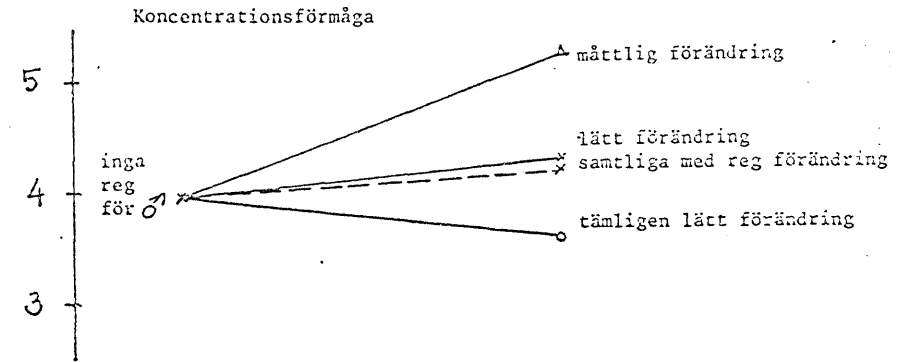 Koncentrationsförmåga
5
måttlig förändring
lätt förändring
samtliga med reg förändring
inga
reg
för ♂
4
tämligen lätt förändring
3